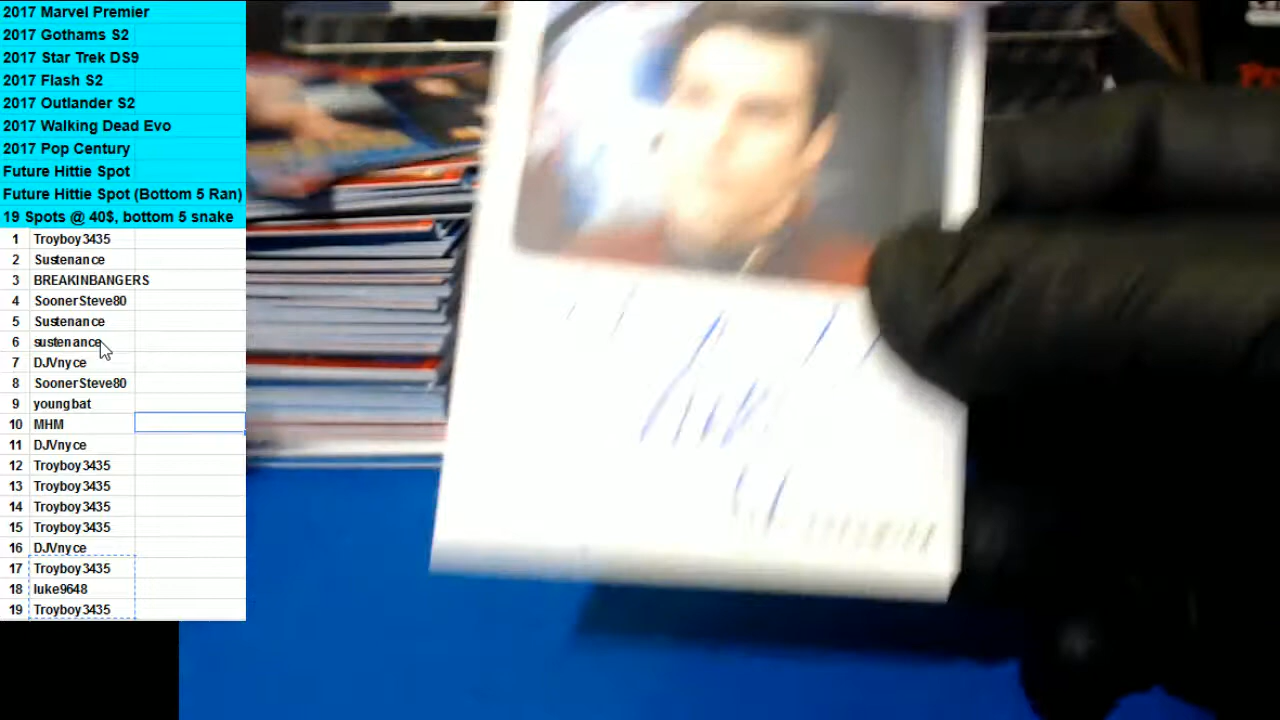 2017 Marvel Premier
2017 Gothams S2
2017 Star Trek DS9
2017 Flash S2
2017 Outlander S2
2017 Walking Dead Evo
2017 Pop Century
Future Hittie Spot
Future Hittie Spot (Bottom 5 Ran)
19 Spots @ 40$, bottom 5 snake
1 Troyboy3435
2 Sustenance
3 BREAKINBANGERS
4 SoonerSteve80
5 Sustenance
6 sustenance
7 DJVnyce
8 SoonerSteve80
9 youngbat
10 MHM
11 DJVnyce
12 Troyboy3435
13 Troyboy3435
14 Troyboy3435
15 Troyboy3435
16 DJVnyce
17 Troyboy3435
18 luke9648
19 Troyboy3435